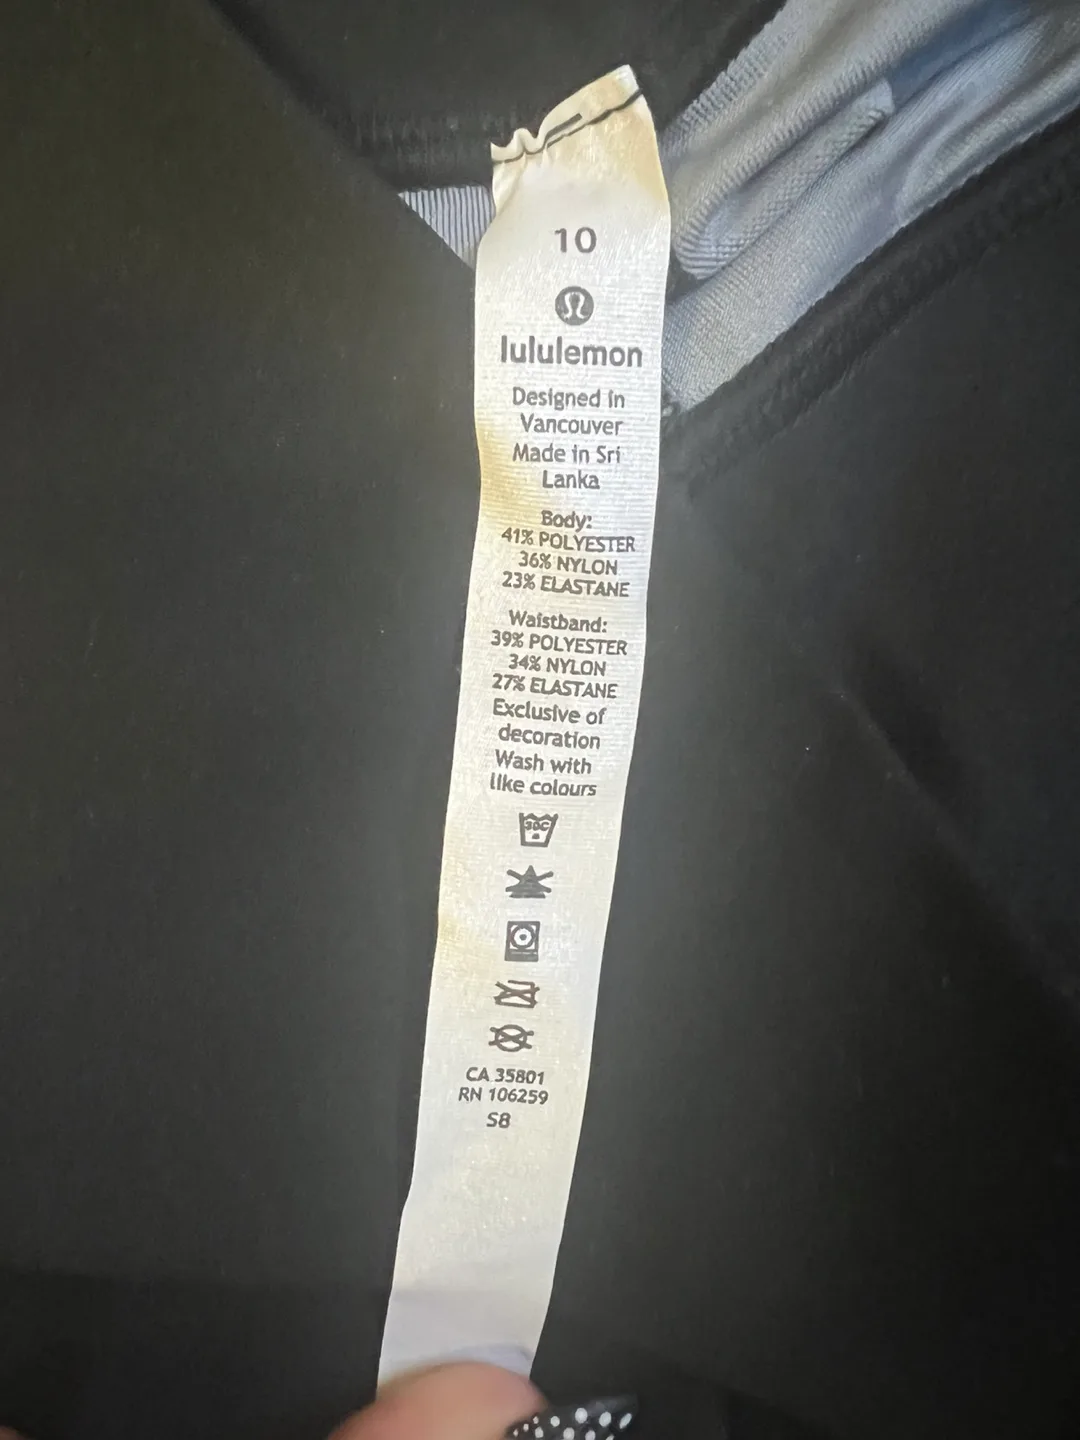 10
lululemon
Designed in
Vancouver
Made in Sri
Lanka
Body:
41% POLYESTER
36% NYLON
23% ELASTANE
Waistband:
39% POLYESTER
34% NYLON
27% ELASTANE
Exclusive of
decoration
Wash with
like colours
30C
CA 35801
RN 106259
S8